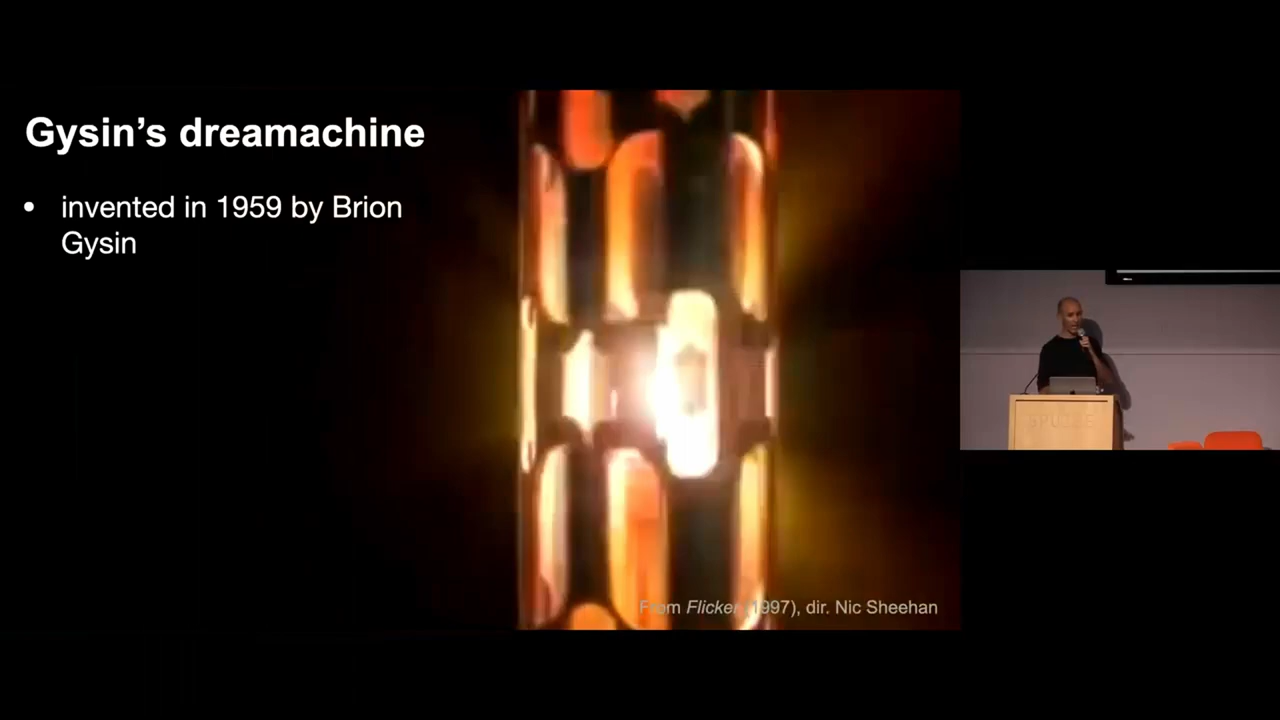 Gysin’s dreamachine
• invented in 1959 by Brion
Gysin
From Flicker (1997), dir. Nic Sheehan